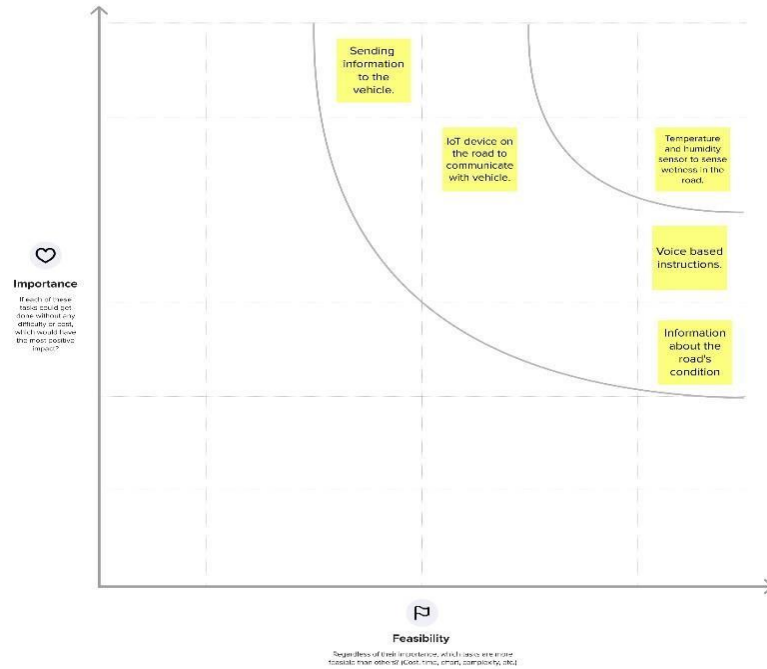 Sending
information
to the
vehicle.
IoT device on
the road to
communicate
with vehicle.
Temperature
and humidity
sensor to sense
wetness in the
road.
Voice based
instructions.
Information
about the
road's
condition
Importance
If each of these
tasks could get
done without any
difficulty or cost,
which would have
the most positive
impact?
Feasibility
Regardless of their importance, which tasks are more
feasible than others? (Cost, time, effort, complexity, etc.)